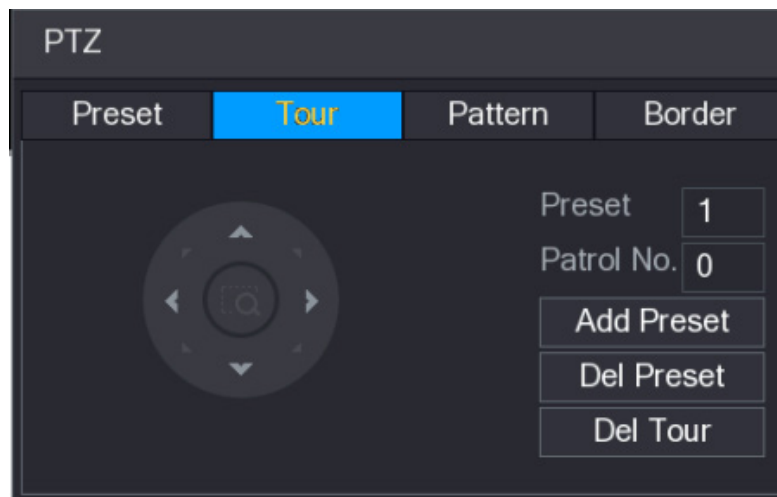 PTZ
Preset Tour Pattern Border
Preset 1
Patrol No. 0
Add Preset
Del Preset
Del Tour